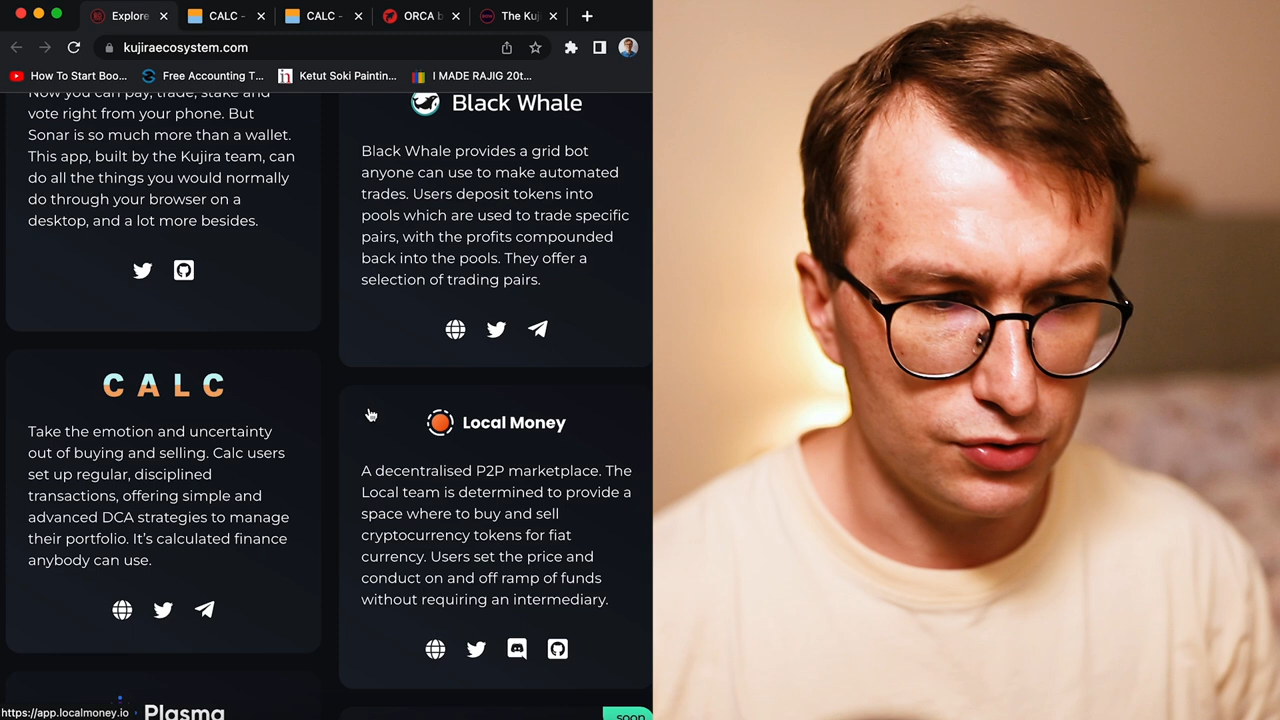 Explore
CALC -
CALC -
ORCA b
The Kuj
kujiraecosystem.com
How To Start Boo...
Free Accounting T...
Ketut Soki Paintin...
I MADE RAJIG 20t...
Now you can pay, trade, stake and
vote right from your phone. But
Sonar is so much more than a wallet.
This app, built by the Kujira team, can
do all the things you would normally
do through your browser on a
desktop, and a lot more besides.
CALC
Take the emotion and uncertainty
out of buying and selling. Calc users
set up regular, disciplined
transactions, offering simple and
advanced DCA strategies to manage
their portfolio. It's calculated finance
anybody can use.
Plasma
Black Whale
Black Whale provides a grid bot
anyone can use to make automated
trades. Users deposit tokens into
pools which are used to trade specific
pairs, with the profits compounded
back into the pools. They offer a
selection of trading pairs.
Local Money
A decentralised P2P marketplace. The
Local team is determined to provide a
space where to buy and sell
cryptocurrency tokens for fiat
currency. Users set the price and
conduct on and off ramp of funds
without requiring an intermediary.
soon
https://app.localmoney.io